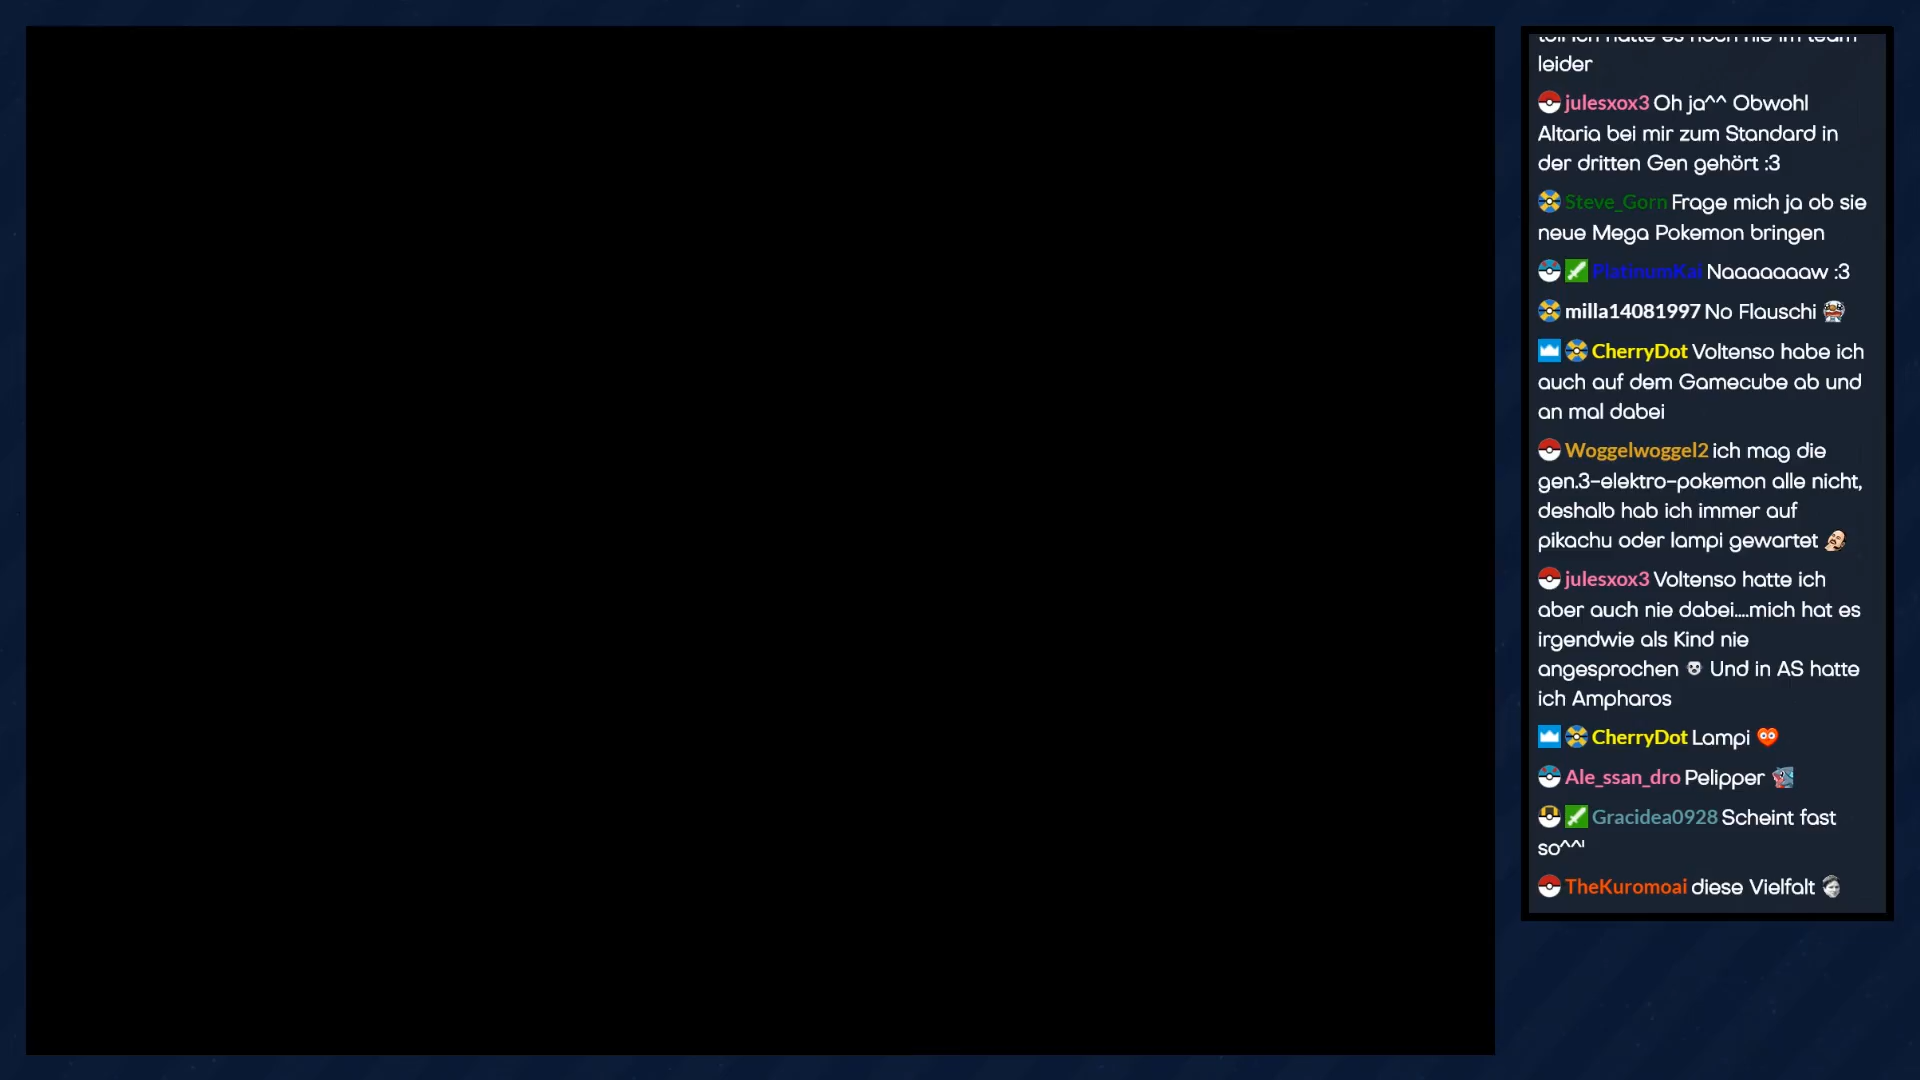 leider
julesxox3 Oh ja^^ Obwohl
Altaria bei mir zum Standard in
der dritten Gen gehört :3
Steve_Gorn Frage mich ja ob sie
neue Mega Pokemon bringen
PlatinumKai Naaaaaaaw :3
milla14081997 No Flauschi
CherryDot Voltenso habe ich
auch auf dem Gamecube ab und
an mal dabei
Woggelwoggel2 ich mag die
gen.3-elektro-pokemon alle nicht,
deshalb hab ich immer auf
pikachu oder lampi gewartet
julesxox3 Voltenso hatte ich
aber auch nie dabei....mich hat es
irgendwie als Kind nie
angesprochen Und in AS hatte
ich Ampharos
CherryDot Lampi
Ale_ssan_dro Pelipper
Gracidea0928 Scheint fast
so^^'
TheKuromoai diese Vielfalt